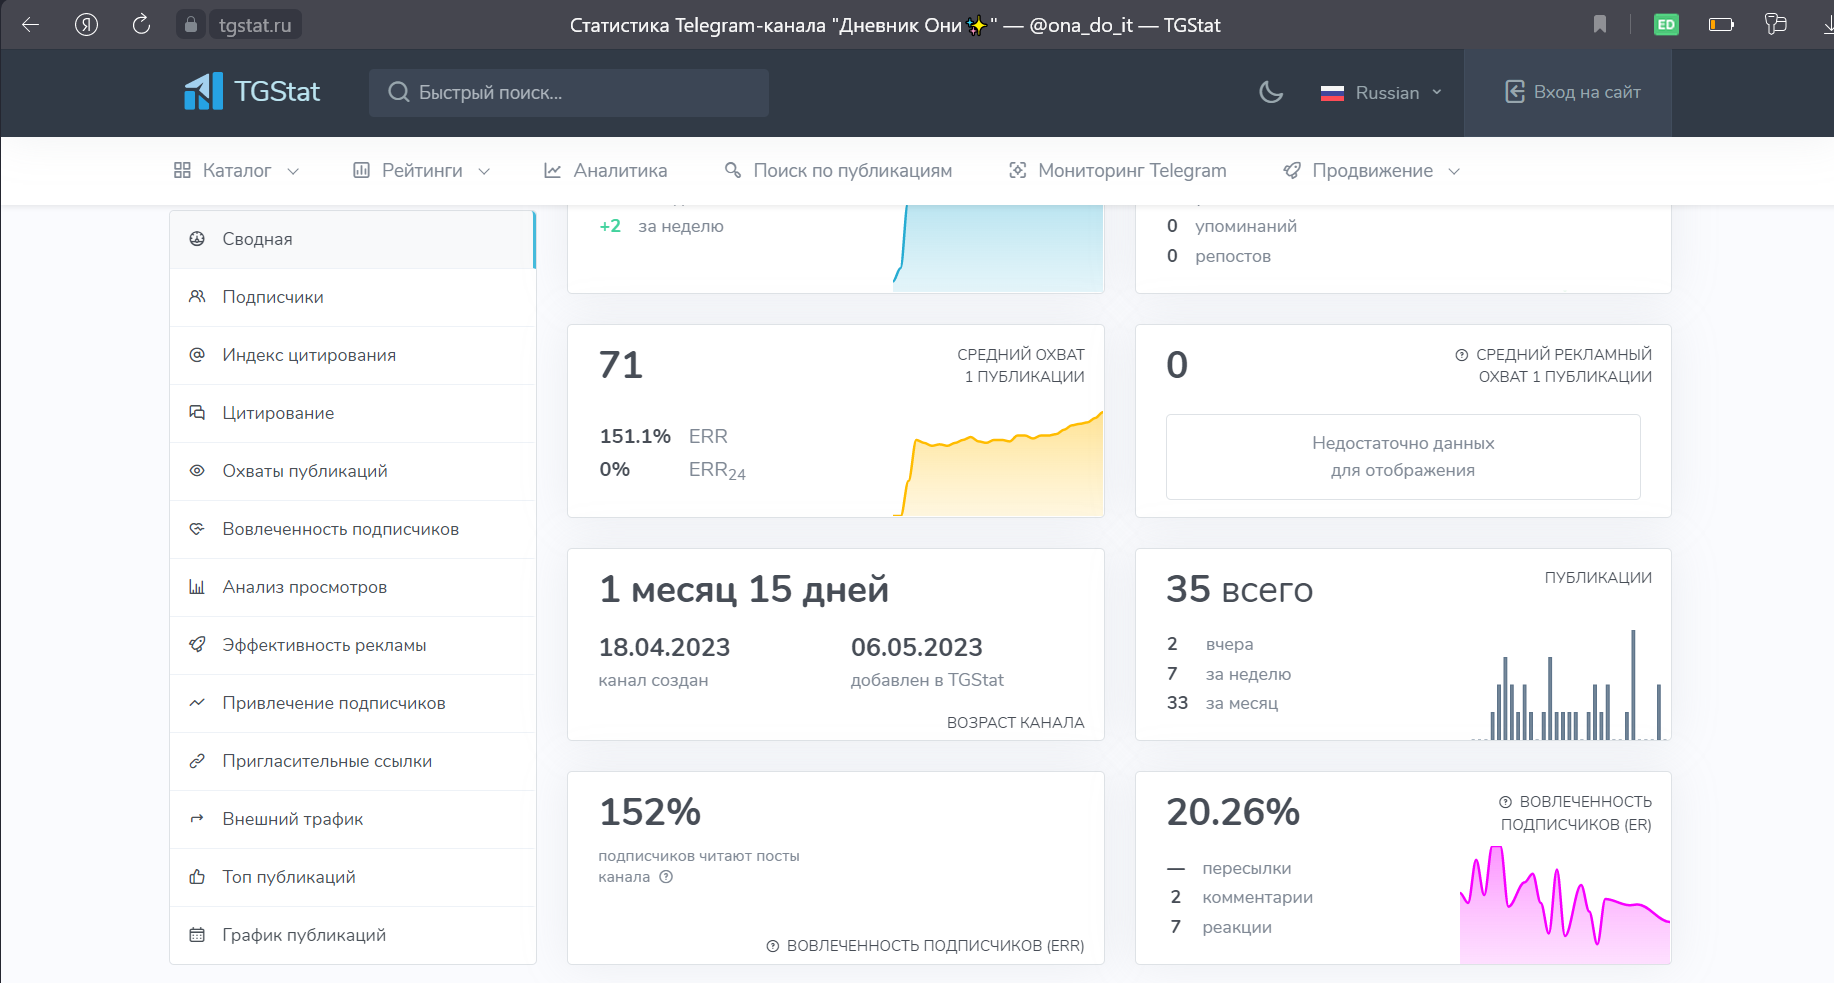 tgstat.ru
Статистика Telegram-канала "Дневник Они✨" — @ona_do_it — TGStat
ED
TGStat
Быстрый поиск...
Russian
Вход на сайт
Каталог
Рейтинги
Аналитика
Поиск по публикациям
Мониторинг Telegram
Продвижение
Сводная
Подписчики
Индекс цитирования
Цитирование
Охваты публикаций
Вовлеченность подписчиков
Анализ просмотров
Эффективность рекламы
Привлечение подписчиков
Пригласительные ссылки
Внешний трафик
Топ публикаций
График публикаций
+2 за неделю
0 упоминаний
0 репостов
71
СРЕДНИЙ ОХВАТ
1 ПУБЛИКАЦИИ
151.1% ERR
0% ERR24
0
СРЕДНИЙ РЕКЛАМНЫЙ
ОХВАТ 1 ПУБЛИКАЦИИ
Недостаточно данных
для отображения
1 месяц 15 дней
18.04.2023
канал создан
06.05.2023
добавлен в TGStat
ВОЗРАСТ КАНАЛА
35 всего
ПУБЛИКАЦИИ
2 вчера
7 за неделю
33 за месяц
152%
подписчиков читают посты
канала
ВОВЛЕЧЕННОСТЬ ПОДПИСЧИКОВ (ERR)
20.26%
ВОВЛЕЧЕННОСТЬ
ПОДПИСЧИКОВ (ER)
— пересылки
2 комментарии
7 реакции